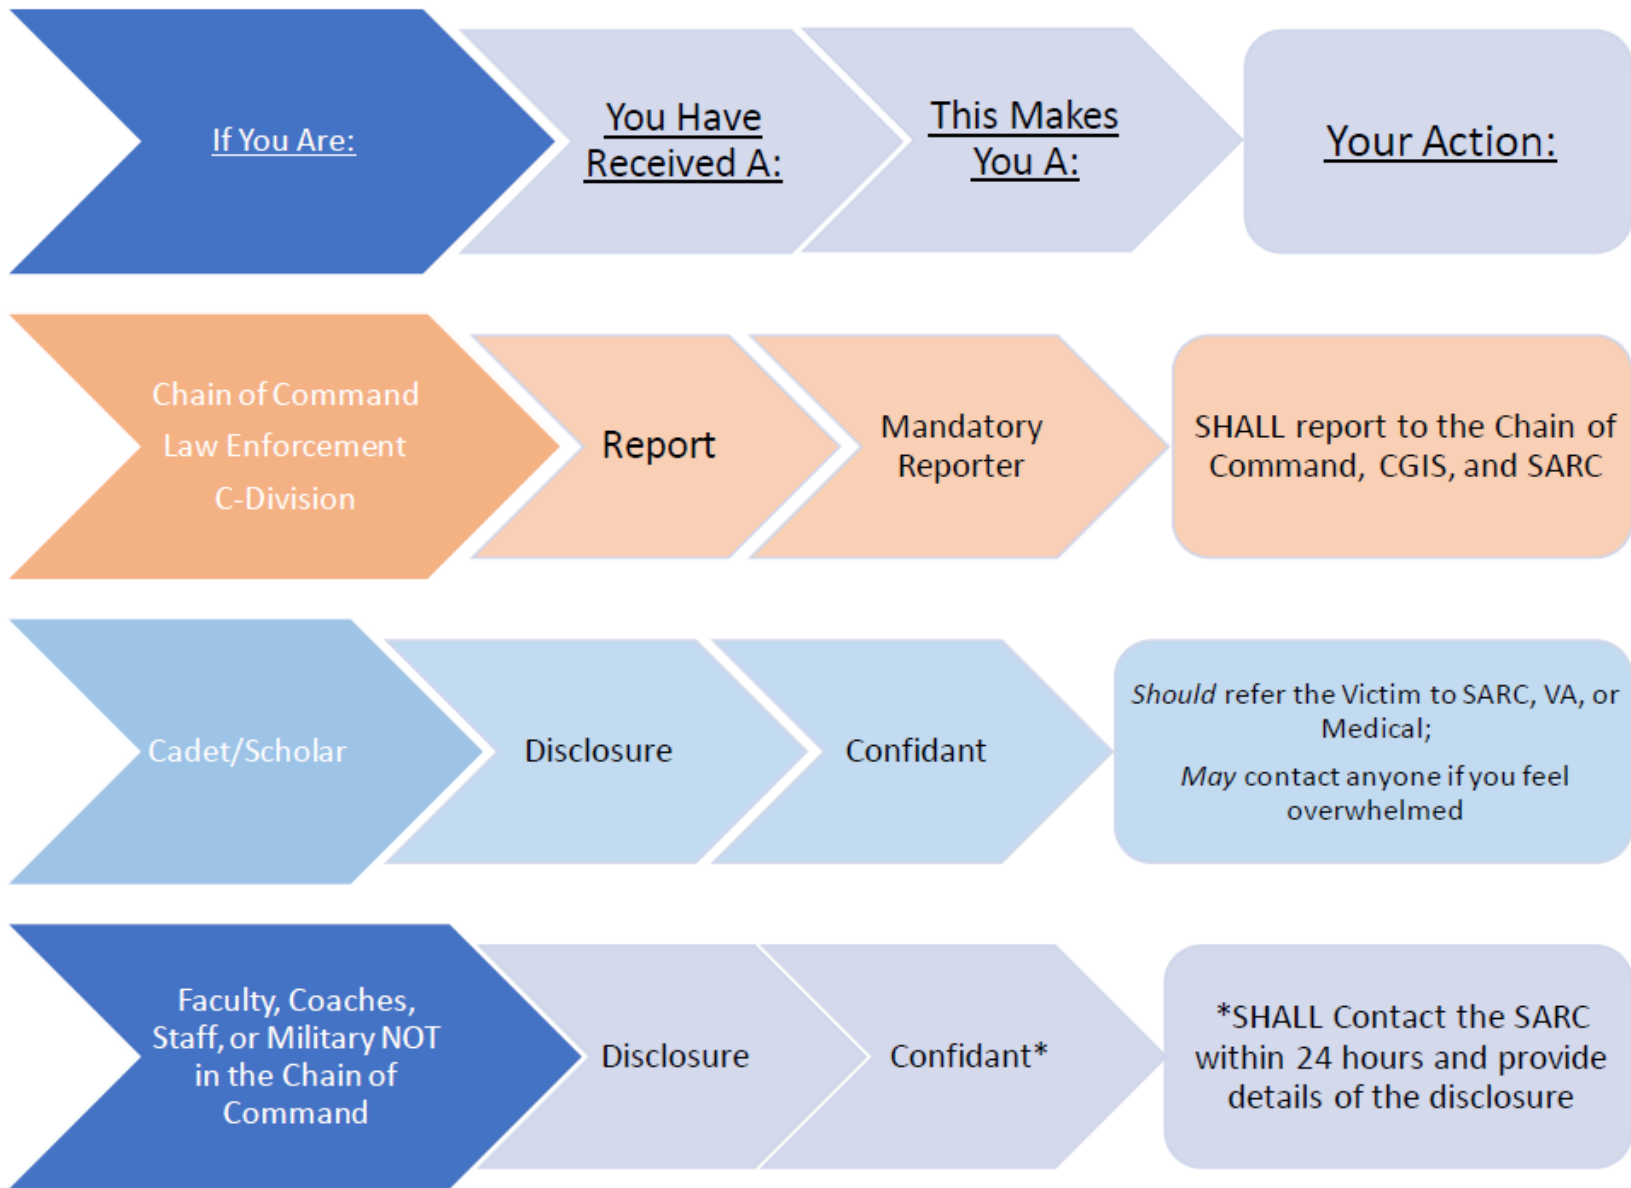 If You Are:
You Have
Received A:
This Makes
You A:
Your Action:
Chain of Command
Law Enforcement
C-Division
Report
Mandatory
Reporter
SHALL report to the Chain of
Command, CGIS, and SARC
Cadet/Scholar
Disclosure
Confidant
Should refer the Victim to SARC, VA, or
Medical;
May contact anyone if you feel
overwhelmed
Faculty, Coaches,
Staff, or Military NOT
in the Chain of
Command
Disclosure
Confidant*
*SHALL Contact the SARC
within 24 hours and provide
details of the disclosure